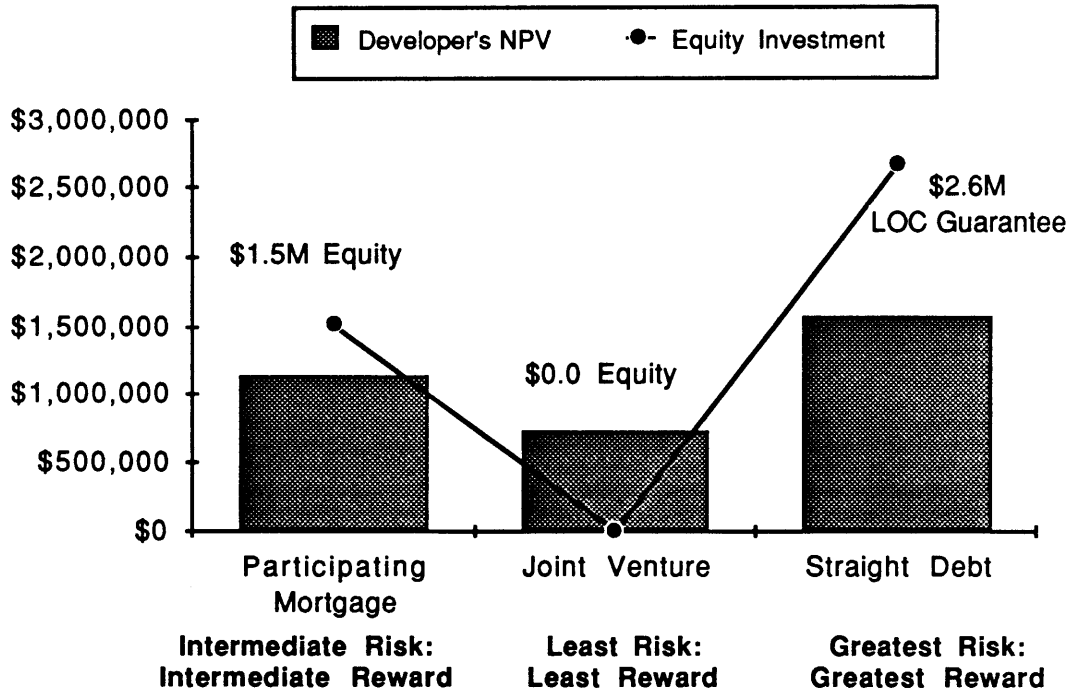 Developer's NPV
Equity Investment
$3,000,000
$2,500,000
$2,000,000
$1,500,000
$1,000,000
$500,000
$0
$1.5M Equity
$0.0 Equity
$2.6M
LOC Guarantee
Participating
Mortgage
Joint Venture
Straight Debt
Intermediate Risk:
Intermediate Reward
Least Risk:
Least Reward
Greatest Risk:
Greatest Reward